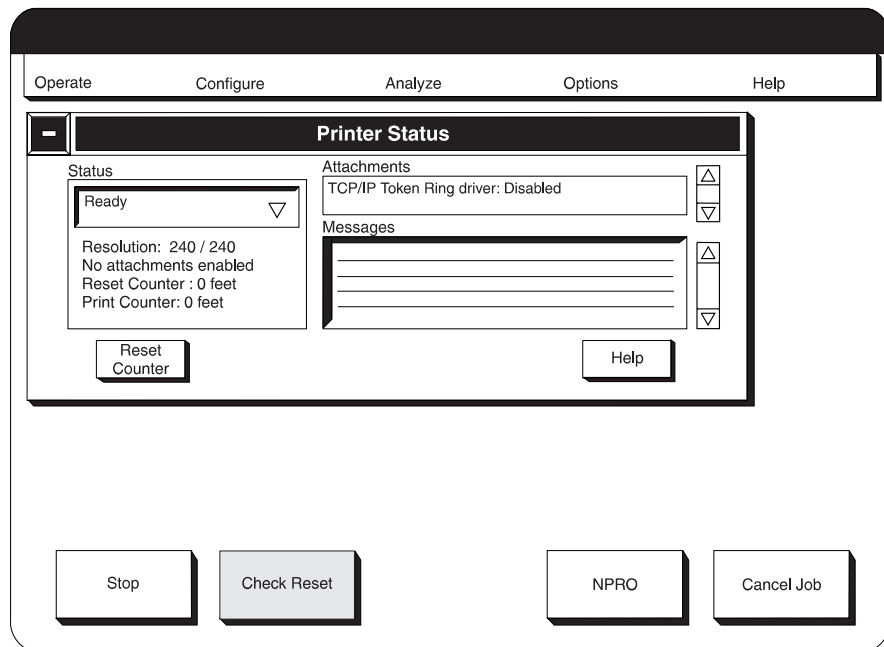 Operate Configure Analyze Options Help
Printer Status
Status
Ready
Resolution: 240 / 240
No attachments enabled
Reset Counter : 0 feet
Print Counter: 0 feet
Reset
Counter
Attachments
TCP/IP Token Ring driver: Disabled
Messages
Help
Stop Check Reset NPRO Cancel Job